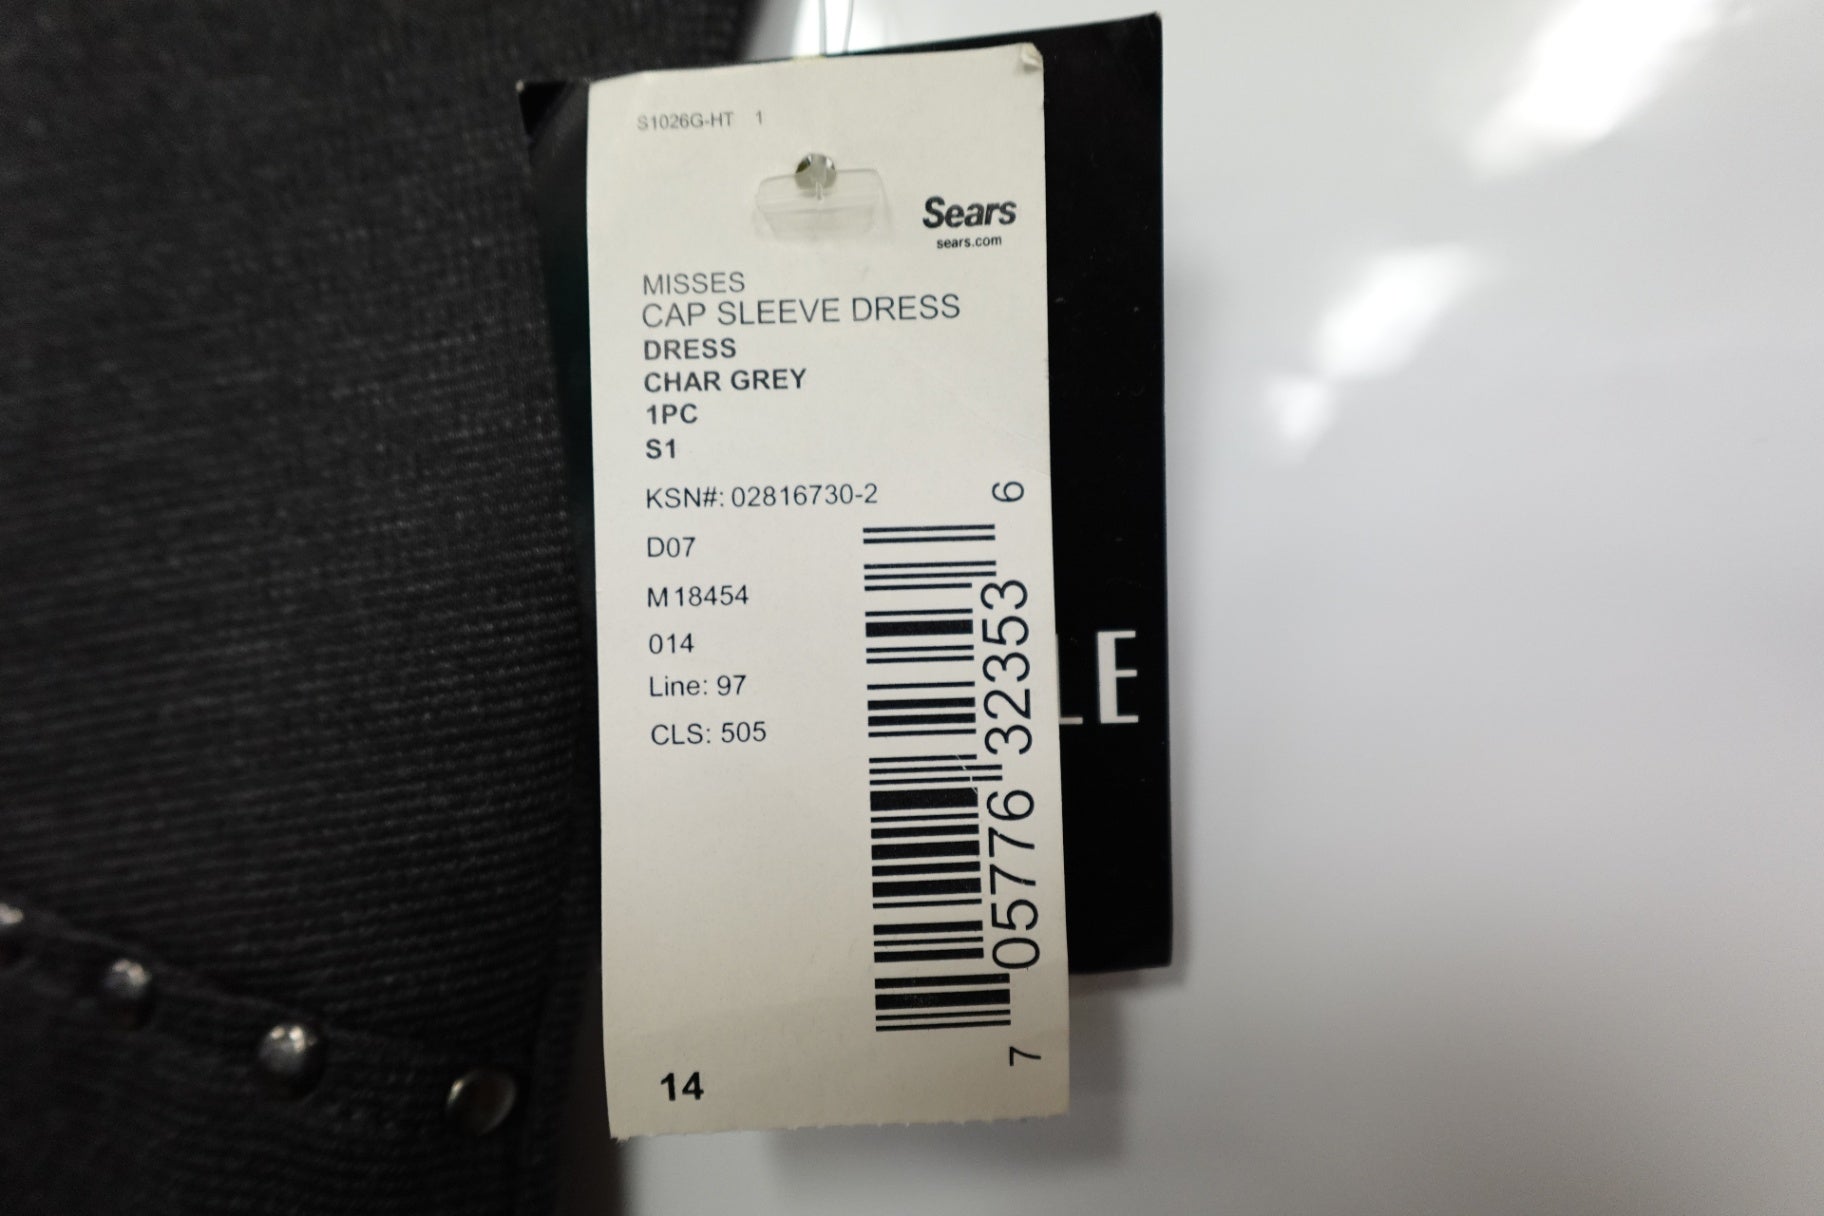 S1026G-HT 1
Sears
sears.com
MISSES
CAP SLEEVE DRESS
DRESS
CHAR GREY
1PC
S1
KSN#: 02816730-2
D07
M18454
014
Line: 97
CLS: 505
7 05776 32353 6
14
LE